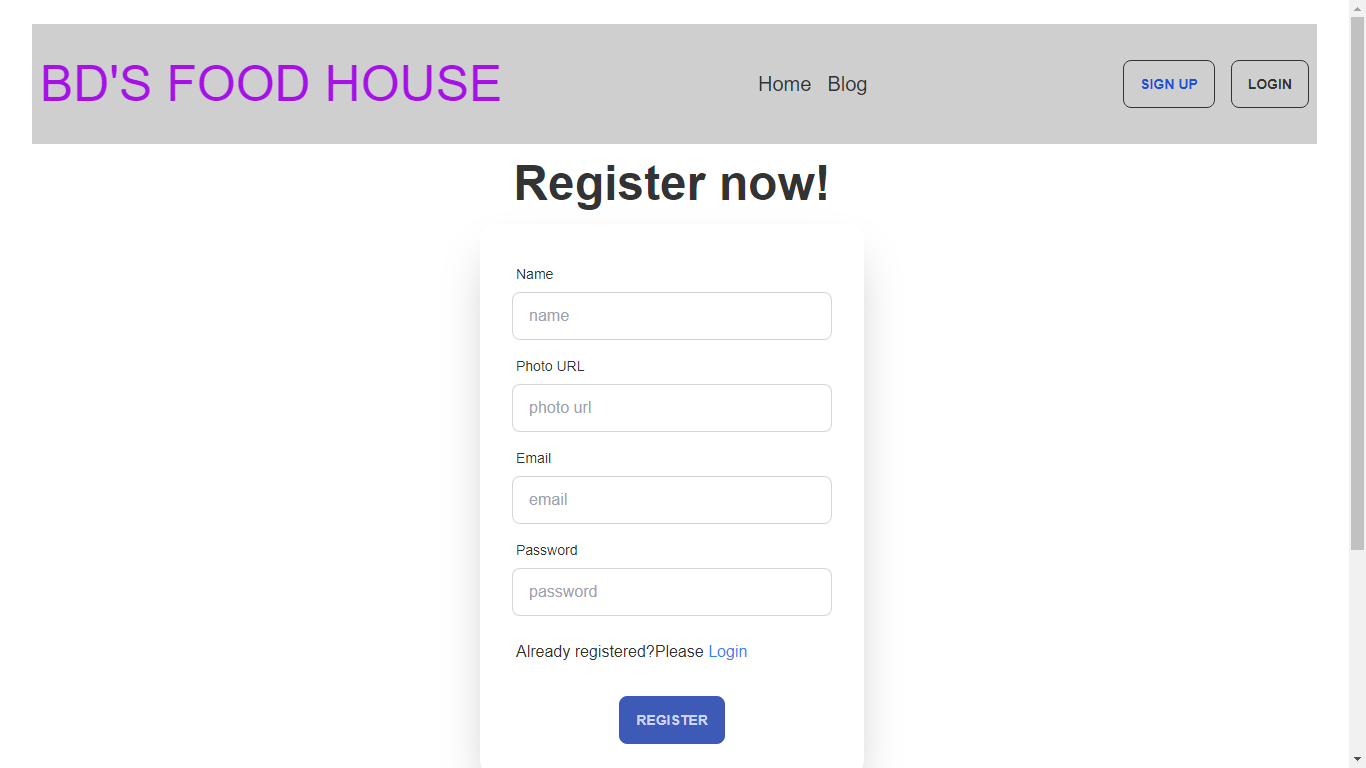 BD'S FOOD HOUSE
Home Blog
SIGN UP
LOGIN
Register now!
Name
name
Photo URL
photo url
Email
email
Password
password
Already registered?Please Login
REGISTER